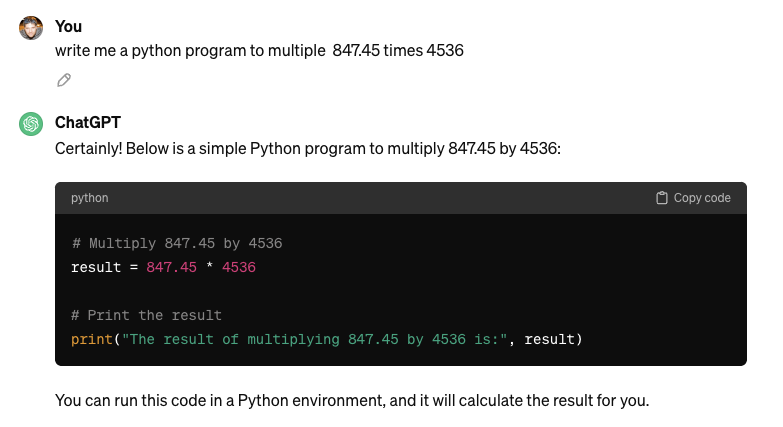 You
write me a python program to multiple  847.45 times 4536
ChatGPT
Certainly! Below is a simple Python program to multiply 847.45 by 4536:
python Copy code
# Multiply 847.45 by 4536
result = 847.45 * 4536
# Print the result
print("The result of multiplying 847.45 by 4536 is:", result)
You can run this code in a Python environment, and it will calculate the result for you.